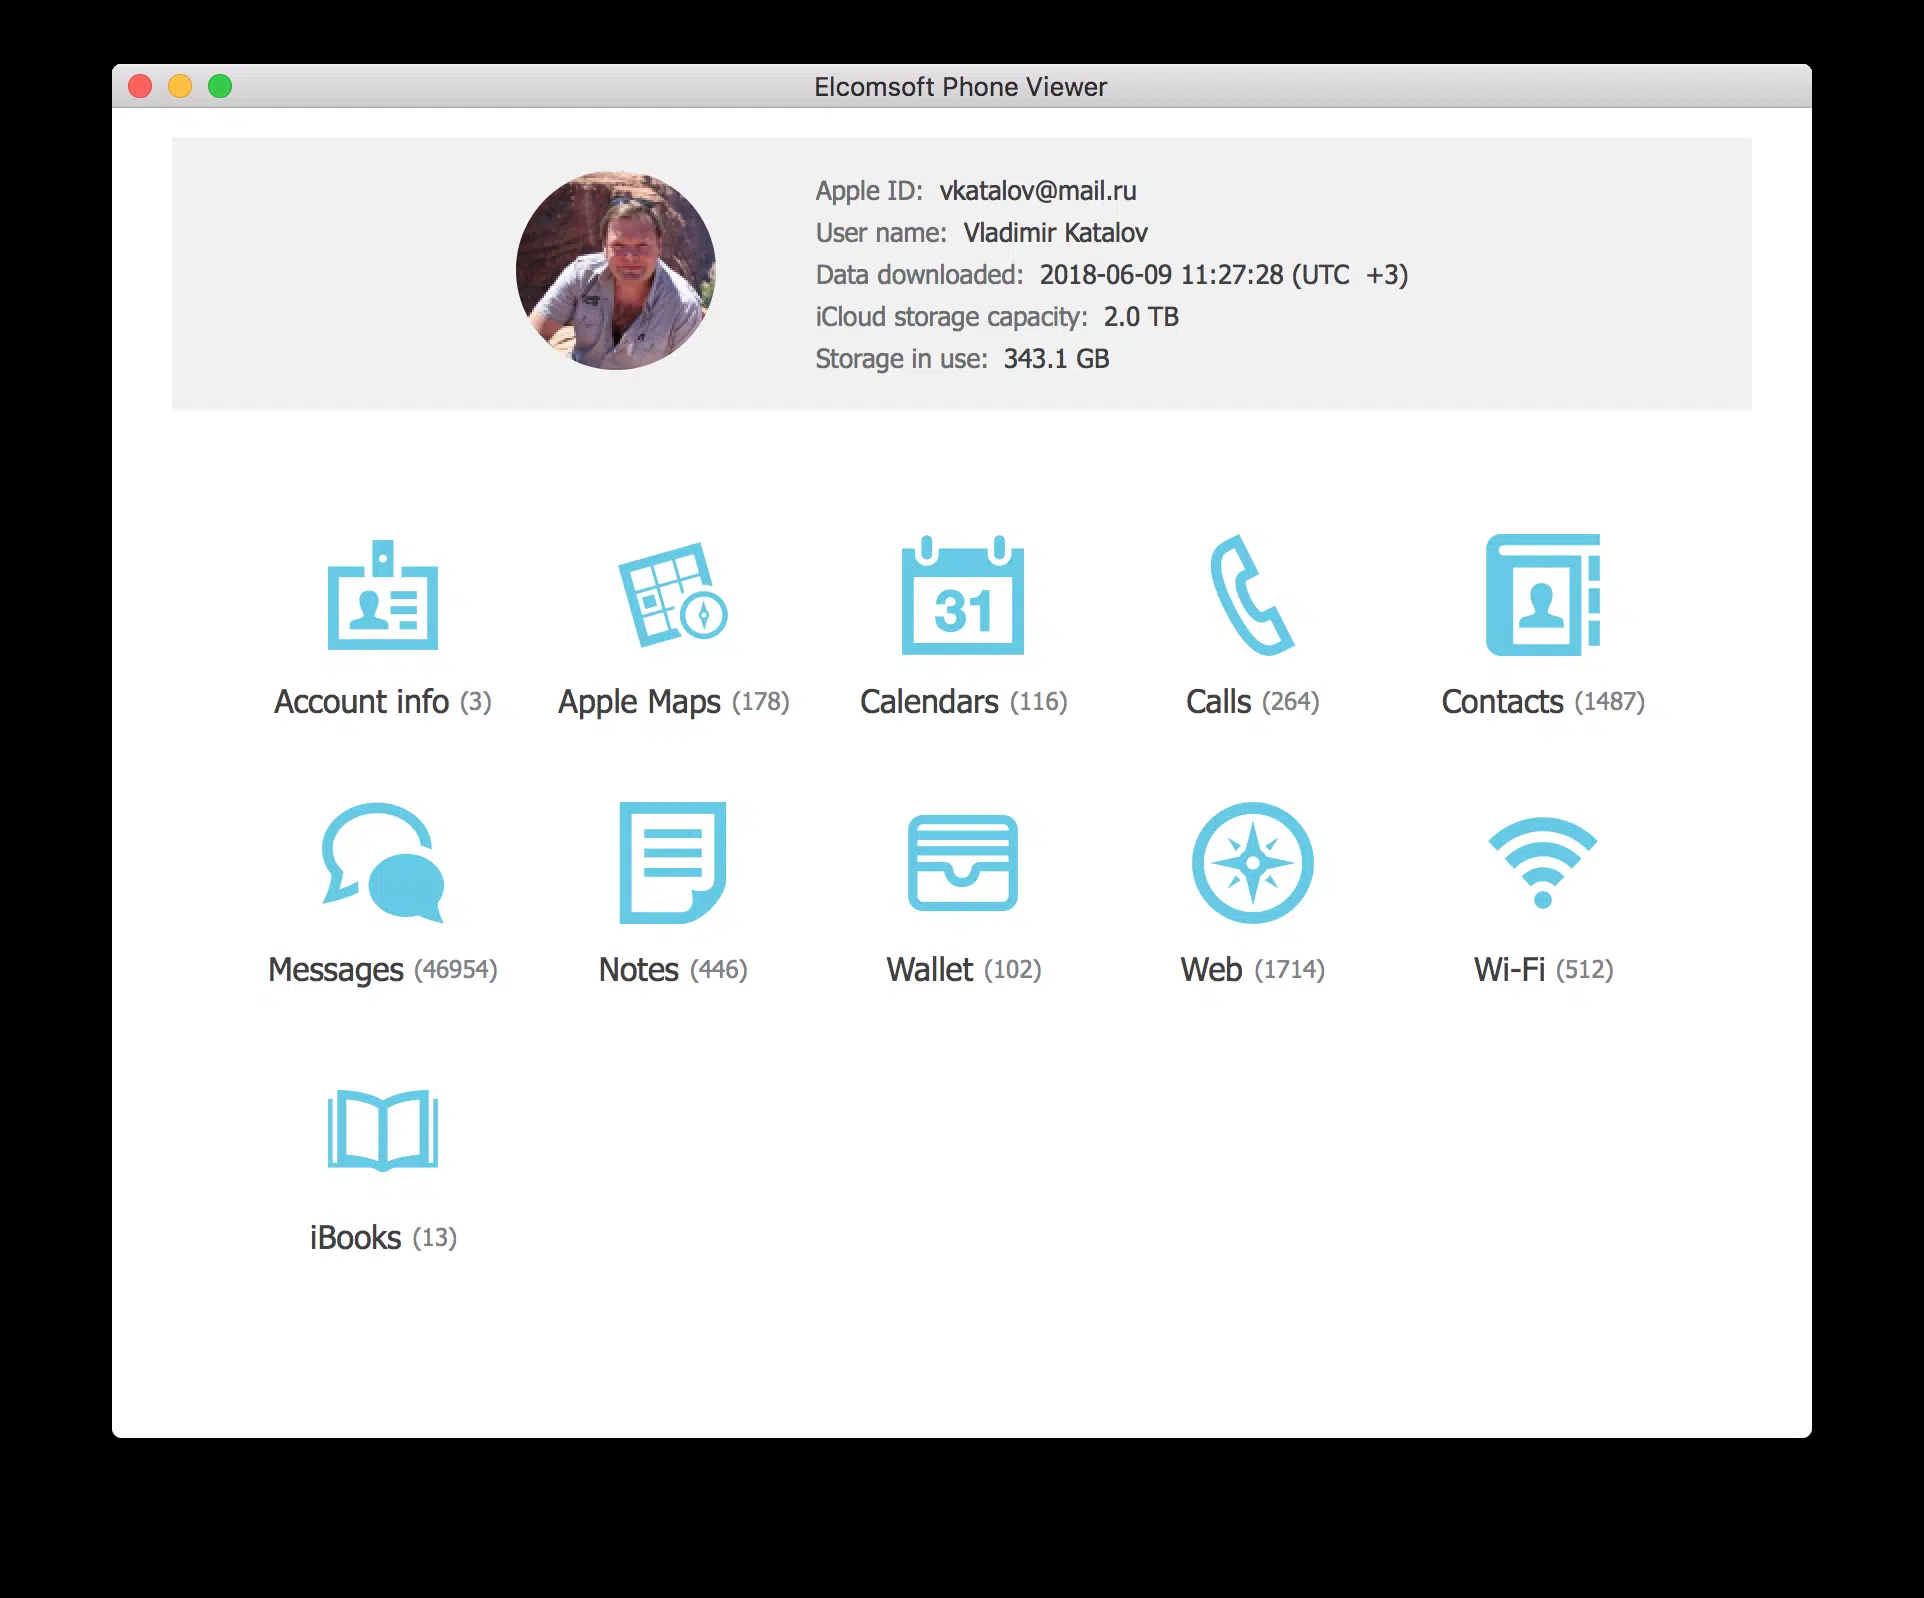 Elcomsoft Phone Viewer
Apple ID: vkatalov@mail.ru
User name: Vladimir Katalov
Data downloaded: 2018-06-09 11:27:28 (UTC +3)
iCloud storage capacity: 2.0 TB
Storage in use: 343.1 GB
31
Account info (3) Apple Maps (178) Calendars (116) Calls (264) Contacts (1487)
Messages (46954) Notes (446) Wallet (102) Web (1714) Wi-Fi (512)
iBooks (13)